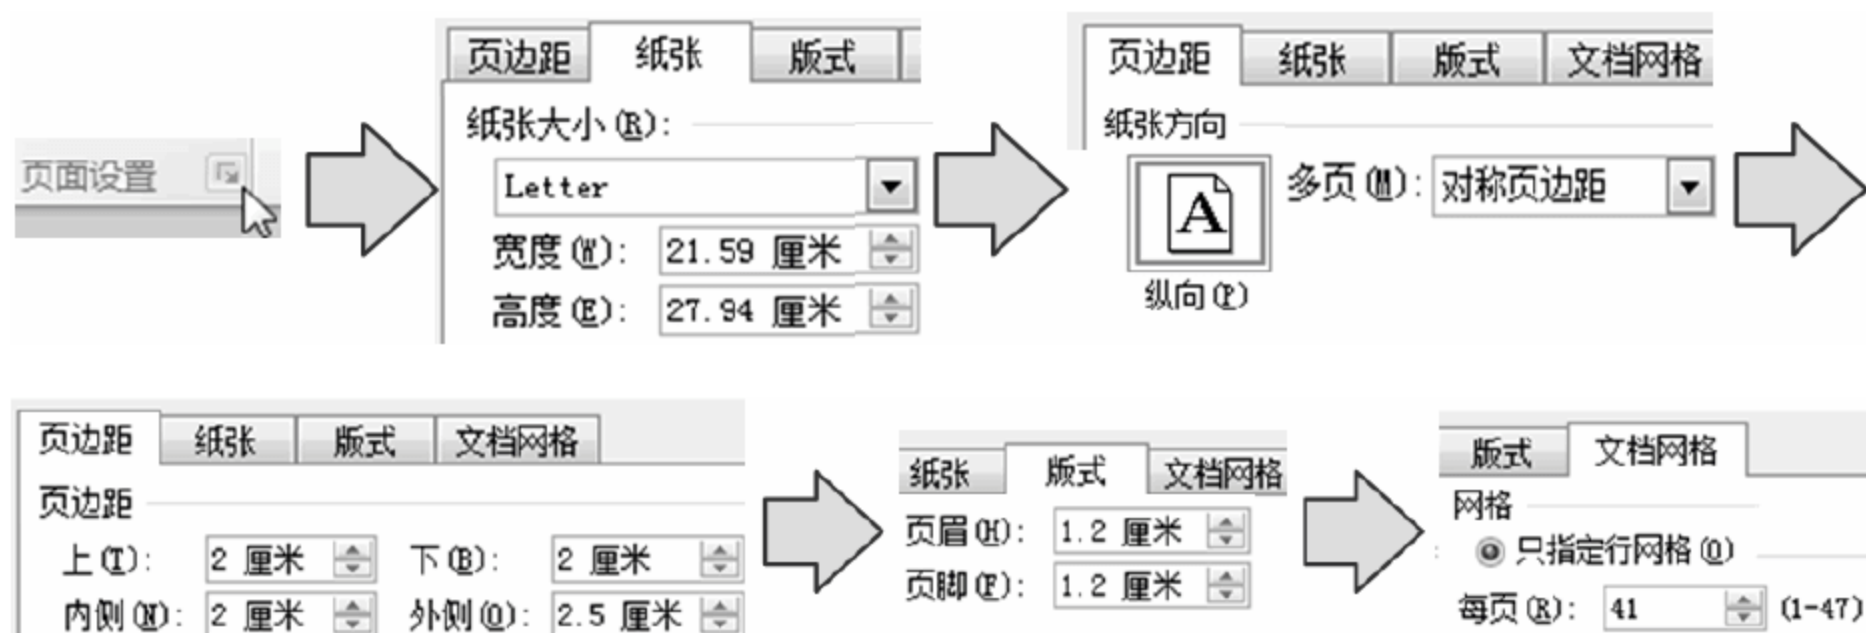 页面设置
页边距 纸张 版式
纸张大小(R):
Letter
宽度(W): 21.59 厘米
高度(E): 27.94 厘米
页边距 纸张 版式 文档网格
纸张方向
A
纵向(P)
多页(M): 对称页边距
页边距 纸张 版式 文档网格
页边距
上(T): 2 厘米 下(B): 2 厘米
内侧(N): 2 厘米 外侧(O): 2.5 厘米
纸张 版式 文档网格
页眉(H): 1.2 厘米
页脚(F): 1.2 厘米
版式 文档网格
网格
只指定行网格(O)
每页(R): 41 (1-47)